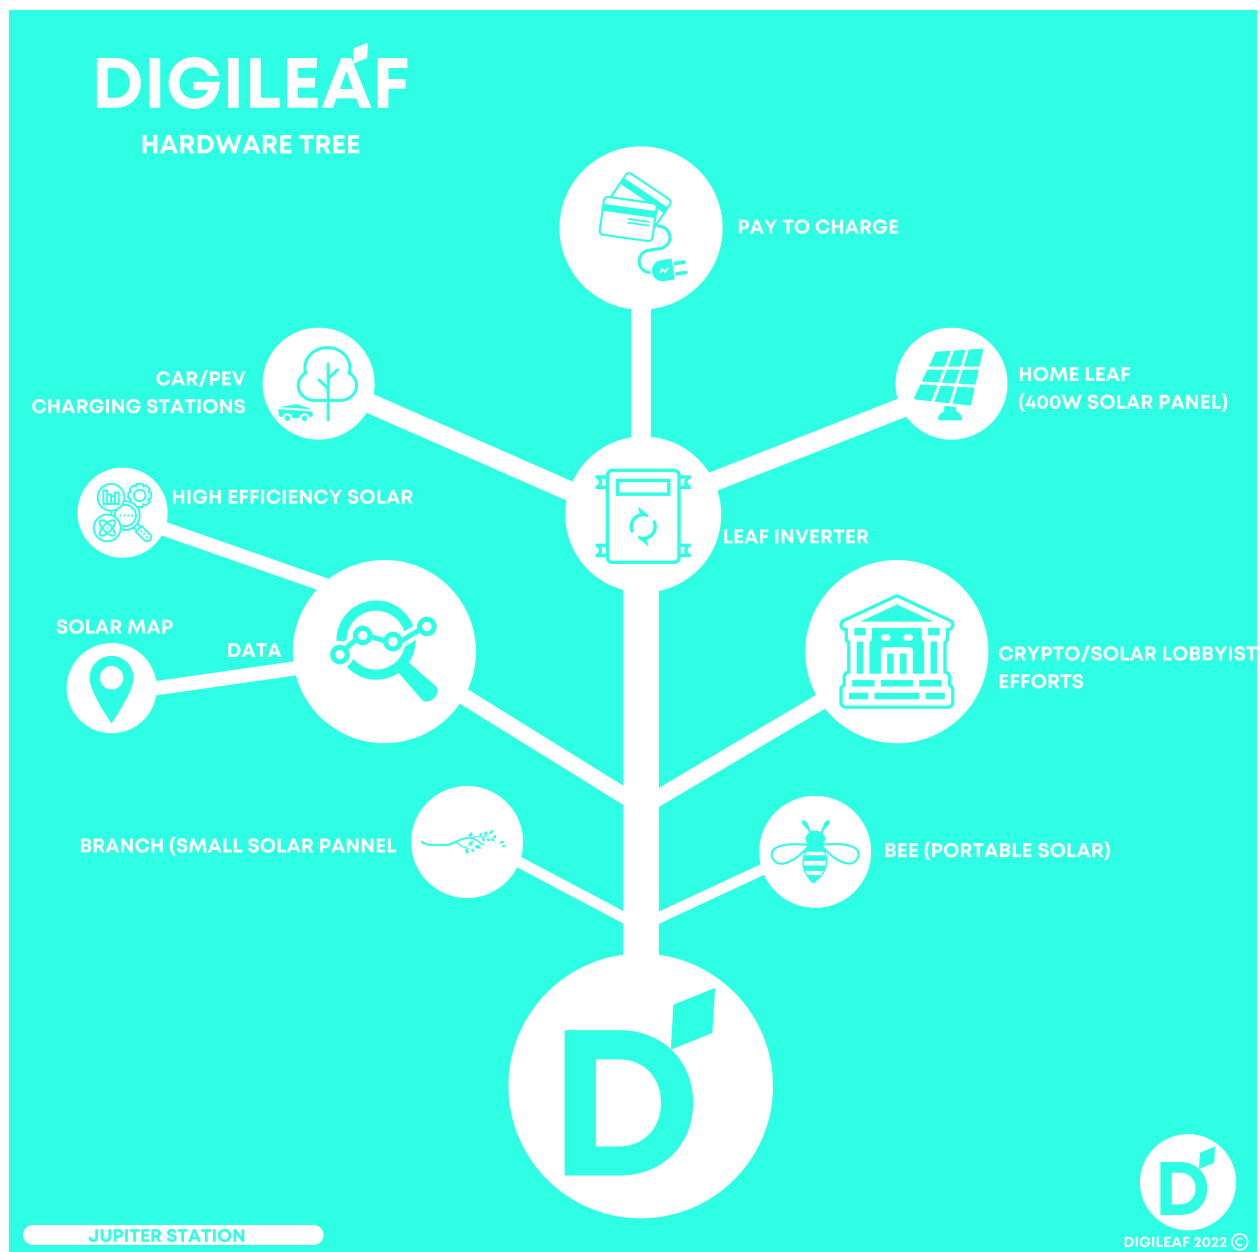 DIGILEAF
HARDWARE TREE
PAY TO CHARGE
CAR/PEV
CHARGING STATIONS
HOME LEAF
(400W SOLAR PANEL)
HIGH EFFICIENCY SOLAR
LEAF INVERTER
SOLAR MAP
DATA
CRYPTO/SOLAR LOBBYIST
EFFORTS
BRANCH (SMALL SOLAR PANNEL
BEE (PORTABLE SOLAR)
D
D
JUPITER STATION
DIGILEAF 2022 ©